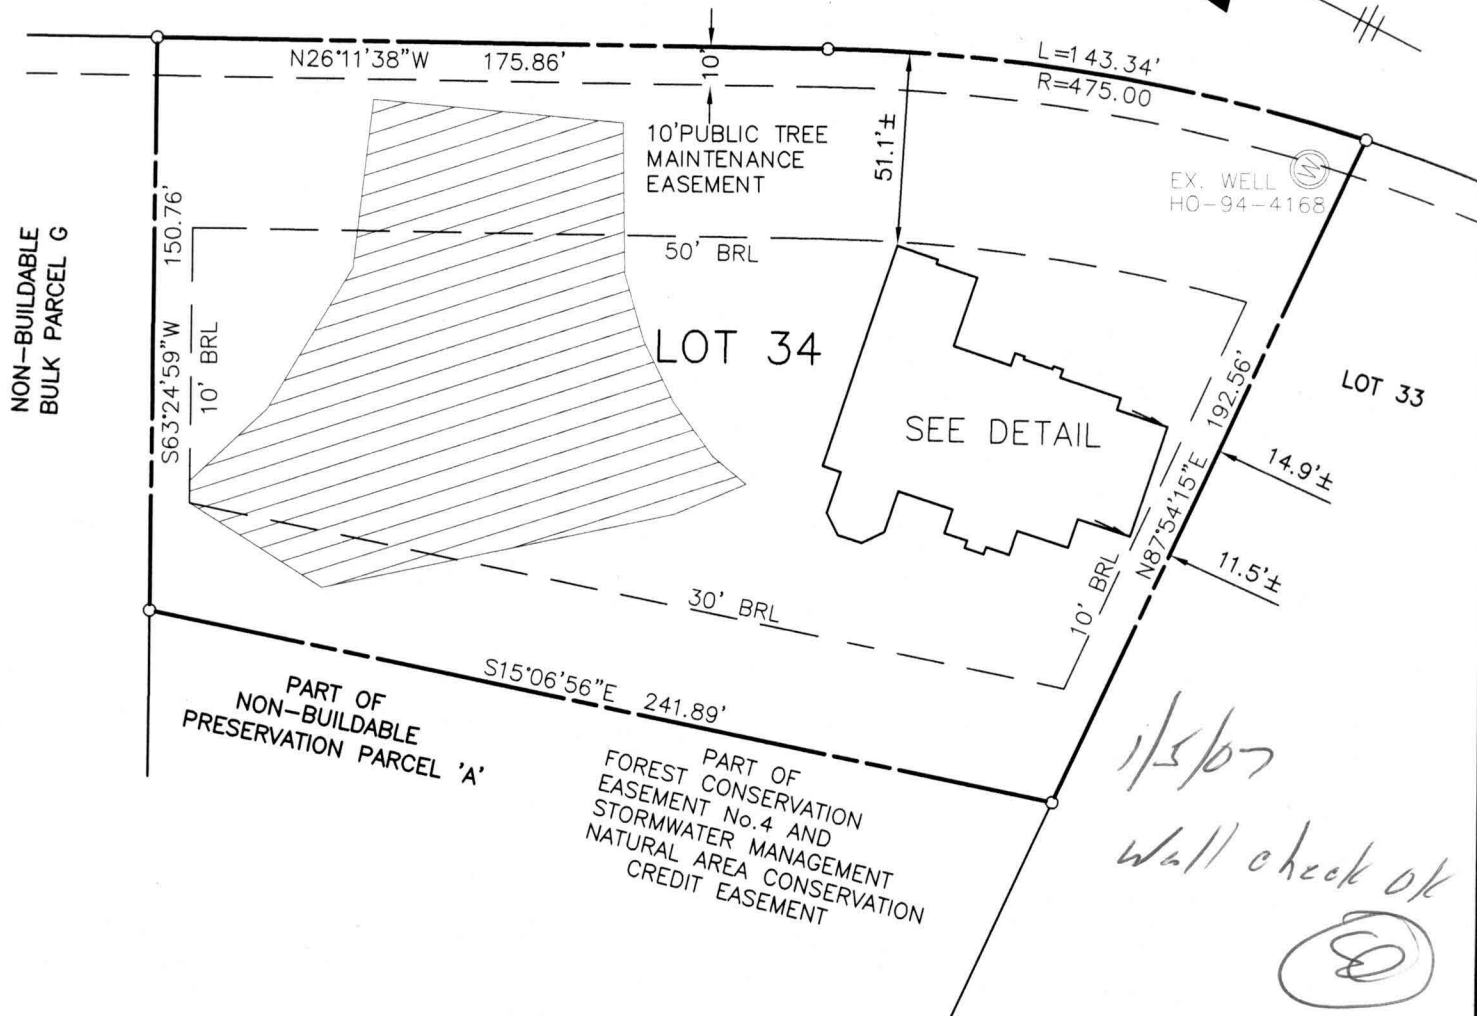 N26°11'38"W 175.86'
10'
L=143.34'
R=475.00
10'PUBLIC TREE
MAINTENANCE
EASEMENT
51.1'±
EX. WELL
HO-94-4168
W
NON-BUILDABLE
BULK PARCEL G
S63°24'59"W 150.76'
10' BRL
50' BRL
LOT 34
SEE DETAIL
LOT 33
N87°54'15"E 192.56'
14.9'±
11.5'±
10' BRL
30' BRL
S15°06'56"E 241.89'
PART OF
NON-BUILDABLE
PRESERVATION PARCEL 'A'
PART OF
FOREST CONSERVATION
EASEMENT No.4 AND
STORMWATER MANAGEMENT
NATURAL AREA CONSERVATION
CREDIT EASEMENT
1/5/07
Wall check ok